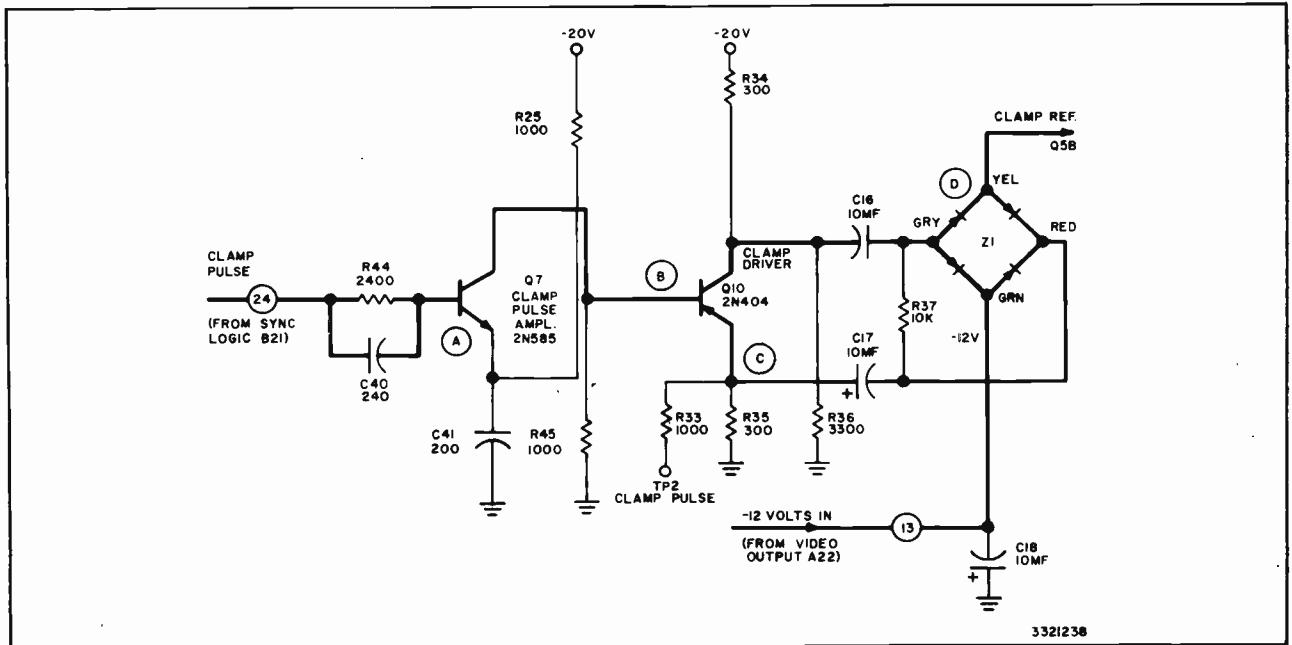 -20V
-20V
R34
300
R25
1000
CLAMP REF.
Q5B
D
YEL
C16
10MF
GRY
RED
Z1
CLAMP
PULSE
R44
2400
CLAMP
DRIVER
B
Q7
CLAMP
PULSE
AMPL.
2N585
Q10
2N404
GRN
24
R37
10K
(FROM SYNC
LOGIC B21)
A
-12V
C17
10MF
C
+
C40
240
R33
1000
R35
300
R36
3300
C41
200
R45
1000
TP2
CLAMP PULSE
-12 VOLTS IN
13
(FROM VIDEO
OUTPUT A22)
C18
10MF
+
3321238